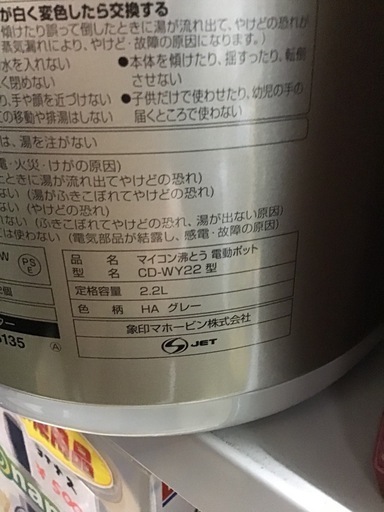 が白く変色したら交換する
傾けたり誤って倒したときに湯が流れ出て、やけどの恐れ
蒸気漏れにより、やけど・故障の原因になります。)
水を入れない
●本体を傾けたり、揺すったり、転倒
させない
く閉めない
り、手や顔を近づけない
●子供だけで使わせたり、幼児の手の
の移動や排湯はしない
届くところで使わない
は、湯を注がない
電・火災・けがの原因)
ときに湯が流れ出てやけどの恐れ)
ない (湯がふきこぼれてやけどの恐れ)
ない (やけどの恐れ)
れない (ふきこぼれてやけどの恐れ、湯が出ない原因)
では使わない (電気部品が結露し、感電・故障の原因)
W
PS
E
品 名 マイコン沸とう 電動ポット
型 名 CD-WY22 型
定格容量 2.2L
色 柄 HA グレー
象印マホービン株式会社
JET
135
A